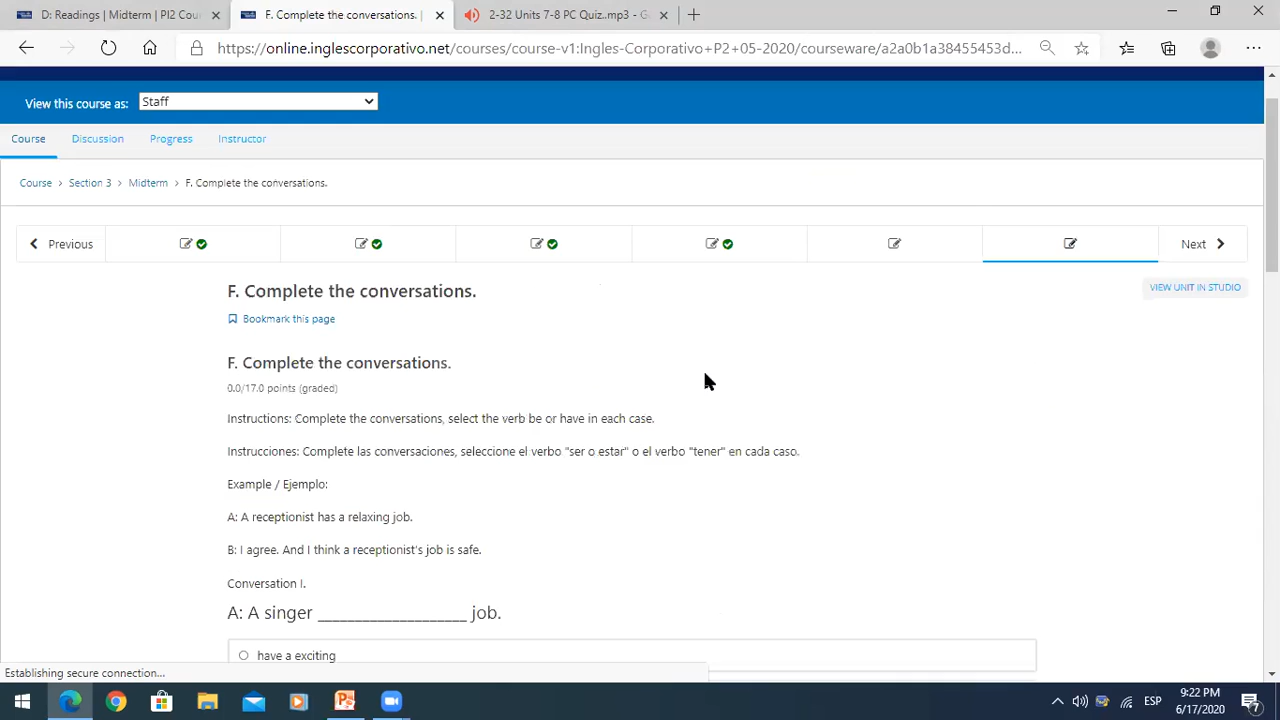 D: Readings | Midterm | PI2 Cou
F. Complete the conversations. |
2-32 Units 7-8 PC Quiz..mp3 - G
https://online.inglescorporativo.net/courses/course-v1:Ingles-Corporativo+P2+05-2020/courseware/a2a0b1a38455453d...
View this course as:
Staff
Course
Discussion
Progress
Instructor
Course > Section 3 > Midterm > F. Complete the conversations.
Previous
Next
F. Complete the conversations.
VIEW UNIT IN STUDIO
Bookmark this page
F. Complete the conversations.
0.0/17.0 points (graded)
Instructions: Complete the conversations, select the verb be or have in each case.
Instrucciones: Complete las conversaciones, seleccione el verbo "ser o estar" o el verbo "tener" en cada caso.
Example / Ejemplo:
A: A receptionist has a relaxing job.
B: I agree. And I think a receptionist's job is safe.
Conversation I.
A: A singer ____________________ job.
have a exciting
Establishing secure connection...
ESP
9:22 PM
6/17/2020
7